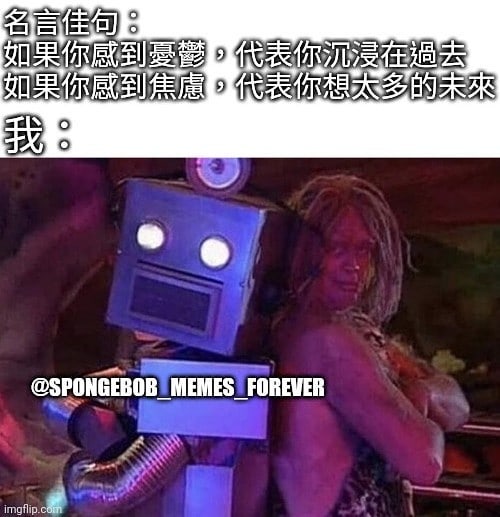 名言佳句：
如果你感到憂鬱，代表你沉浸在過去
如果你感到焦慮，代表你想太多的未來
我：
@SPONGEBOB_MEMES_FOREVER
imgflip.com